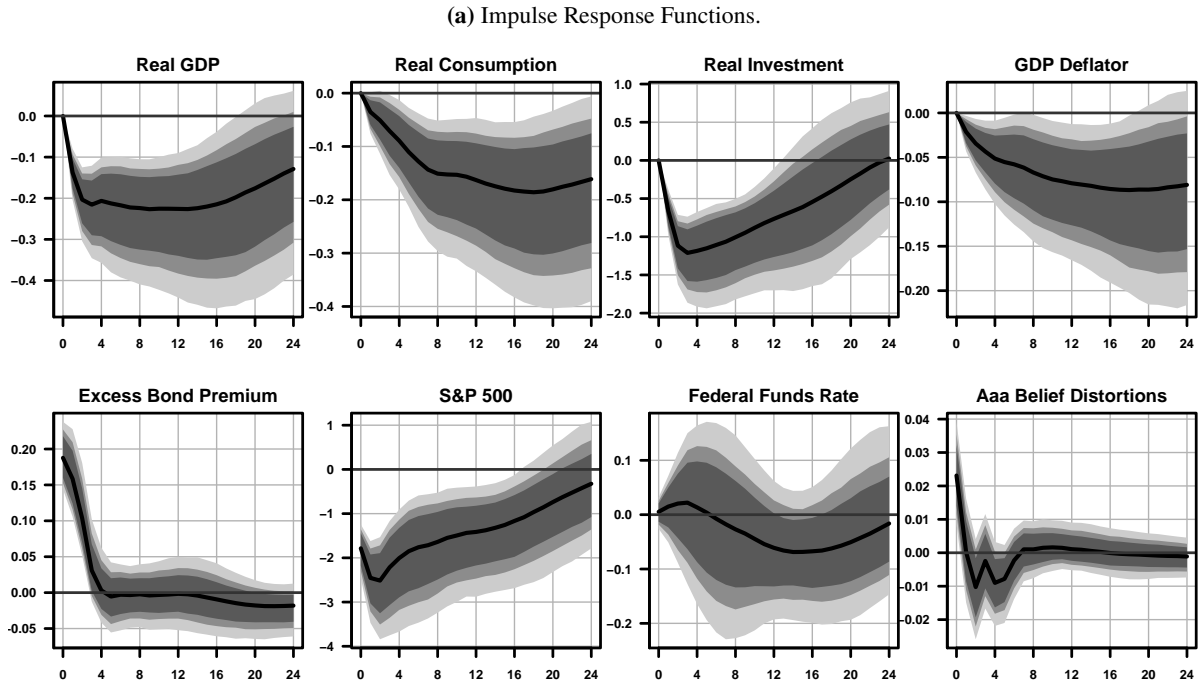 (a) Impulse Response Functions.
Real GDP
Real Consumption
Real Investment
GDP Deflator
0.0
−0.1
−0.2
−0.3
−0.4
0 4 8 12 16 20 24
0.0
−0.1
−0.2
−0.3
−0.4
0 4 8 12 16 20 24
1.0
0.5
0.0
−0.5
−1.0
−1.5
−2.0
0 4 8 12 16 20 24
0.00
−0.05
−0.10
−0.15
−0.20
0 4 8 12 16 20 24
Excess Bond Premium
S&P 500
Federal Funds Rate
Aaa Belief Distortions
0.20
0.15
0.10
0.05
0.00
−0.05
0 4 8 12 16 20 24
1
0
−1
−2
−3
−4
0 4 8 12 16 20 24
0.1
0.0
−0.1
−0.2
0 4 8 12 16 20 24
0.04
0.03
0.02
0.01
0.00
−0.01
−0.02
0 4 8 12 16 20 24